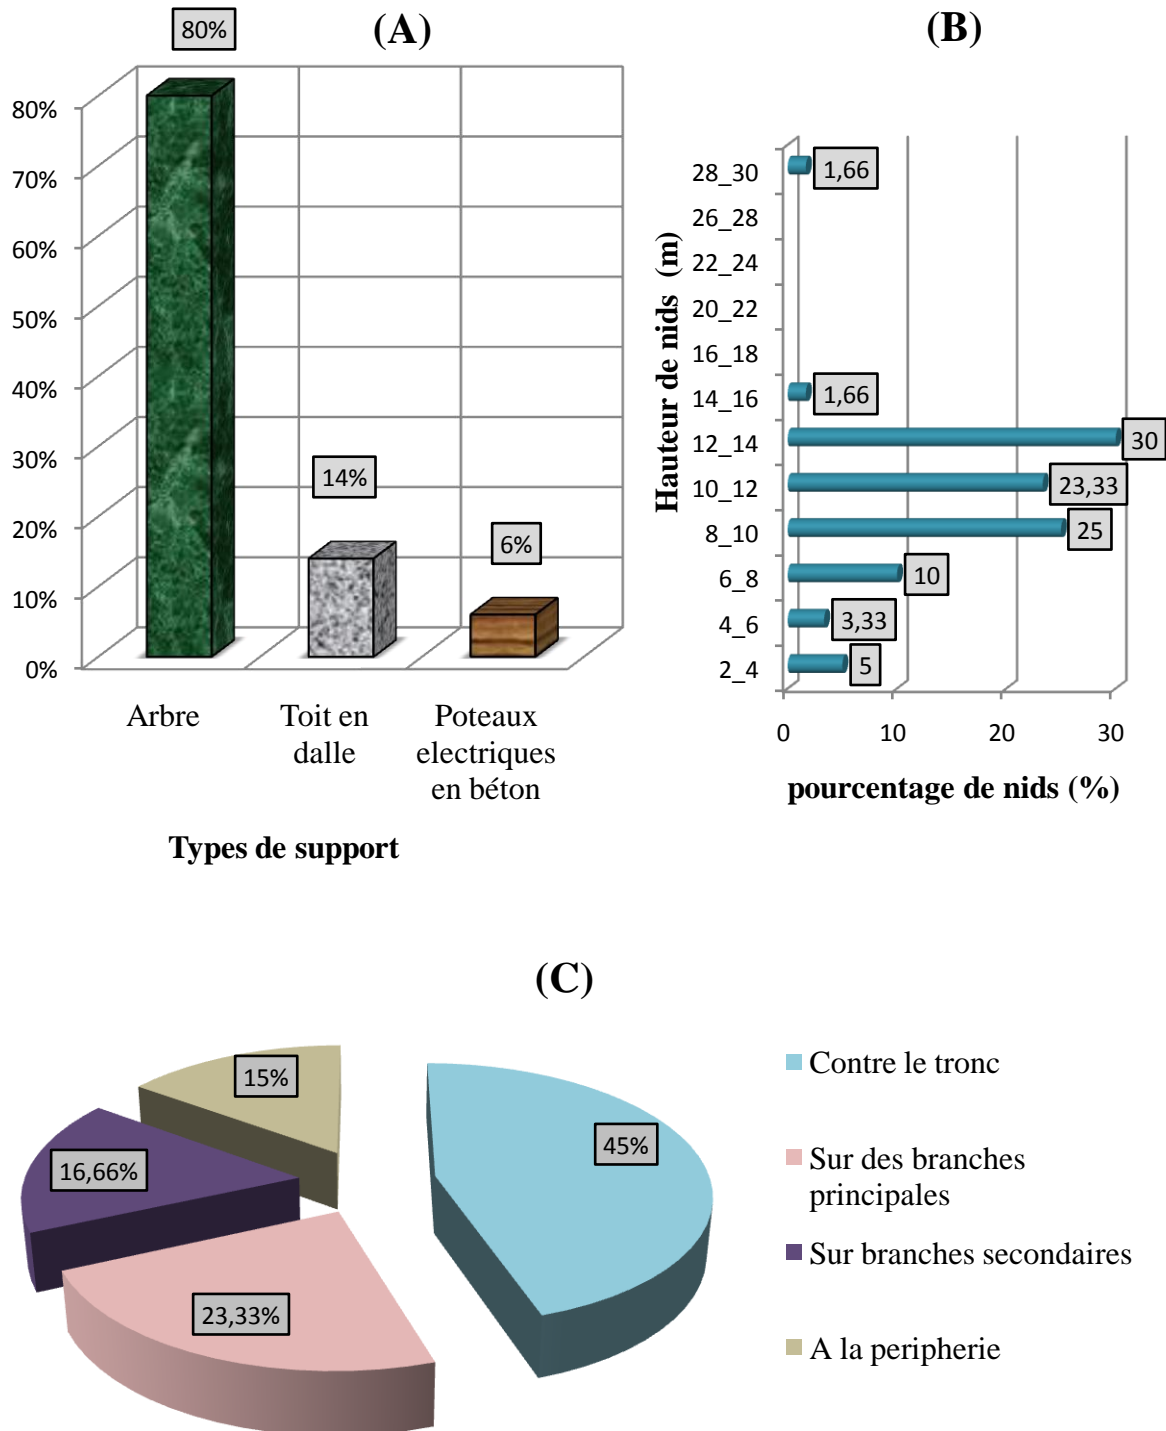 (A)
80%
80%
70%
60%
50%
40%
30%
20%
10%
0%
14%
6%
Arbre
Toit en
dalle
Poteaux
electriques
en béton
Types de support
(B)
Hauteur de nids (m)
28_30
26_28
22_24
20_22
16_18
14_16
12_14
10_12
8_10
6_8
4_6
2_4
1,66
1,66
30
23,33
25
10
3,33
5
0
10
20
30
pourcentage de nids (%)
(C)
15%
45%
16,66%
23,33%
Contre le tronc
Sur des branches
principales
Sur branches secondaires
A la peripherie